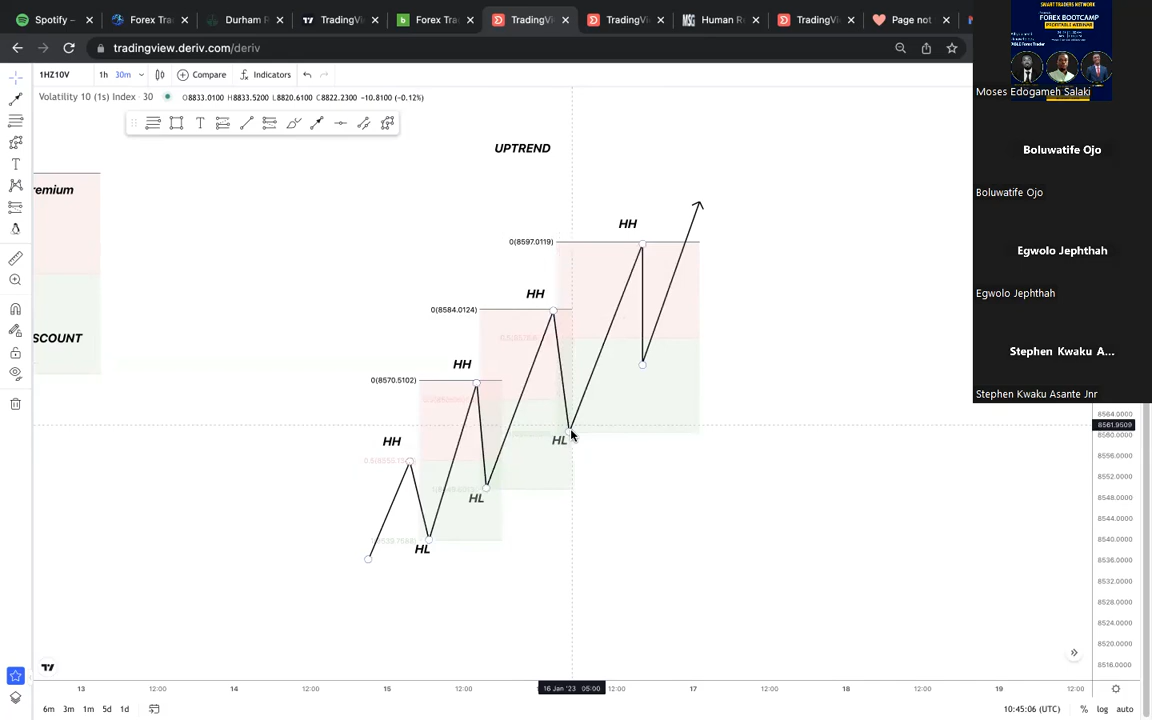 Spotify –
Forex Tra
Durham R
TradingVi
Forex Tra
TradingVi
TradingVi
Human R
TradingVi
Page not
tradingview.deriv.com/deriv
SMART TRADERS NETWORK
FOREX BOOTCAMP
PROFITABLE WEBINAR
1HZ10V
1h
30m
Compare
Indicators
Volatility 10 (1s) Index · 30
O8833.0100 H8833.5200 L8820.6100 C8822.2300 -10.8100 (-0.12%)
Moses Edogameh Salaki
Boluwatife Ojo
Boluwatife Ojo
Egwolo Jephthah
Egwolo Jephthah
Stephen Kwaku A...
Stephen Kwaku Asante Jnr
UPTREND
remium
HH
0(8597.0119)
HH
0(8584.0124)
SCOUNT
HH
0(8570.5102)
HH
HL
HL
HL
8564.0000
8561.9509
8560.0000
8556.0000
8552.0000
8548.0000
8544.0000
8540.0000
8536.0000
8532.0000
8528.0000
8524.0000
8520.0000
8516.0000
13 12:00 14 12:00 15 12:00 16 Jan '23 05:00 12:00 17 12:00 18 12:00 19 12:00
6m 3m 1m 5d 1d
10:45:06 (UTC) % log auto